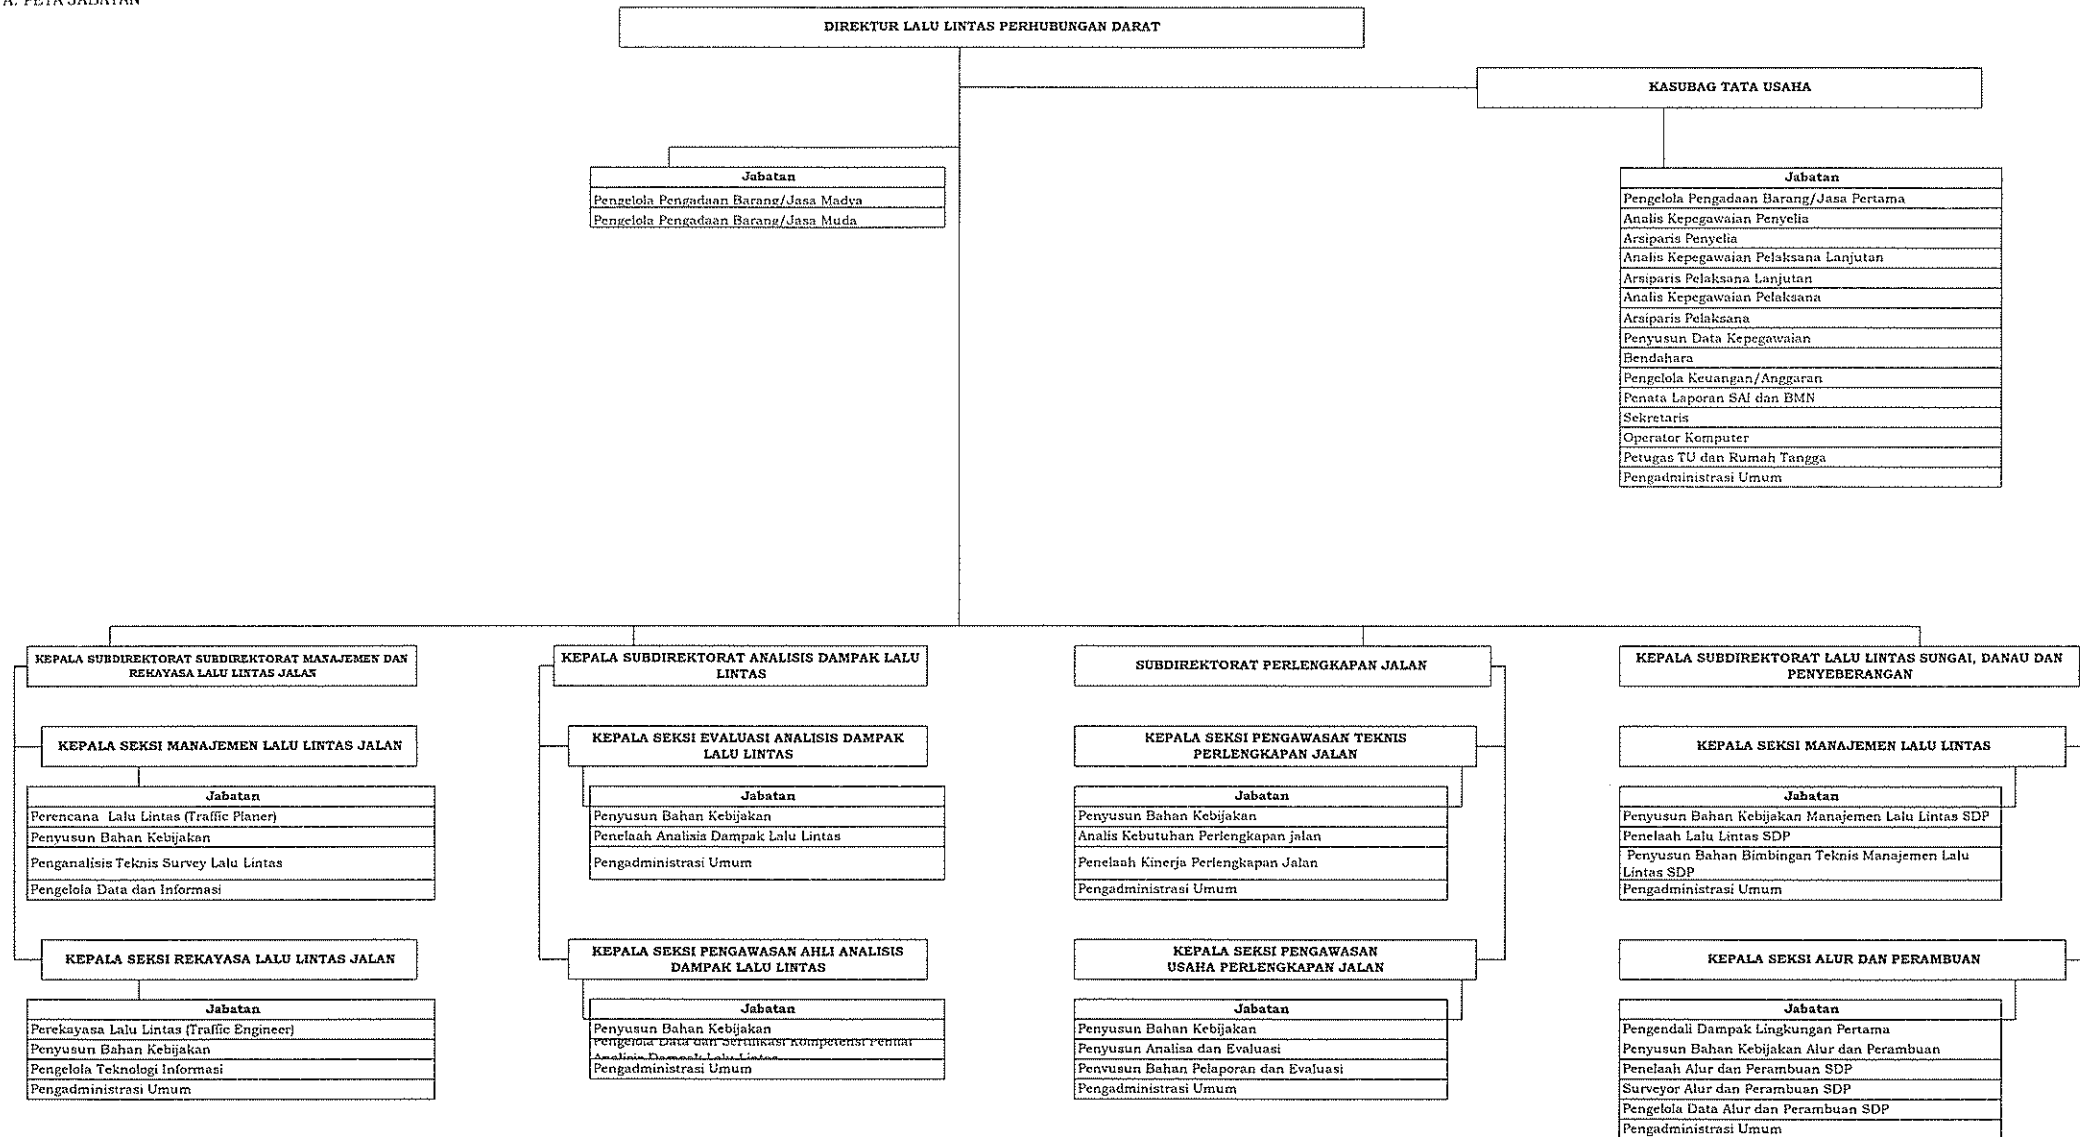 A. PETA JABATAN
DIREKTUR LALU LINTAS PERHUBUNGAN DARAT
KASUBAG TATA USAHA
Jabatan
Pengelola Pengadaan Barang/Jasa Madya
Pengelola Pengadaan Barang/Jasa Muda
Jabatan
Pengelola Pengadaan Barang/Jasa Pertama
Analis Kepegawaian Penyelia
Arsiparis Penyelia
Analis Kepegawaian Pelaksana Lanjutan
Arsiparis Pelaksana Lanjutan
Analis Kepegawaian Pelaksana
Arsiparis Pelaksana
Penyusun Data Kepegawaian
Bendahara
Pengelola Keuangan/Anggaran
Penata Laporan SAI dan BMN
Sekretaris
Operator Komputer
Petugas TU dan Rumah Tangga
Pengadministrasi Umum
KEPALA SUBDIREKTORAT SUBDIREKTORAT MANAJEMEN DAN
REKAYASA LALU LINTAS JALAN
KEPALA SEKSI MANAJEMEN LALU LINTAS JALAN
Jabatan
Perencana Lalu Lintas (Traffic Planer)
Penyusun Bahan Kebijakan
Penganalisis Teknis Survey Lalu Lintas
Pengelola Data dan Informasi
KEPALA SEKSI REKAYASA LALU LINTAS JALAN
Jabatan
Perekayasa Lalu Lintas (Traffic Engineer)
Penyusun Bahan Kebijakan
Pengelola Teknologi Informasi
Pengadministrasi Umum
KEPALA SUBDIREKTORAT ANALISIS DAMPAK LALU
LINTAS
KEPALA SEKSI EVALUASI ANALISIS DAMPAK
LALU LINTAS
Jabatan
Penyusun Bahan Kebijakan
Penelaah Analisis Dampak Lalu Lintas
Pengadministrasi Umum
KEPALA SEKSI PENGAWASAN AHLI ANALISIS
DAMPAK LALU LINTAS
Jabatan
Penyusun Bahan Kebijakan
Pengelola Data dan Sertifikasi Kompetensi Penilai
Analisis Dampak Lalu Lintas
Pengadministrasi Umum
SUBDIREKTORAT PERLENGKAPAN JALAN
KEPALA SEKSI PENGAWASAN TEKNIS
PERLENGKAPAN JALAN
Jabatan
Penyusun Bahan Kebijakan
Analis Kebutuhan Perlengkapan jalan
Penelaah Kinerja Perlengkapan Jalan
Pengadministrasi Umum
KEPALA SEKSI PENGAWASAN
USAHA PERLENGKAPAN JALAN
Jabatan
Penyusun Bahan Kebijakan
Penyusun Analisa dan Evaluasi
Penyusun Bahan Pelaporan dan Evaluasi
Pengadministrasi Umum
KEPALA SUBDIREKTORAT LALU LINTAS SUNGAI, DANAU DAN
PENYEBERANGAN
KEPALA SEKSI MANAJEMEN LALU LINTAS
Jabatan
Penyusun Bahan Kebijakan Manajemen Lalu Lintas SDP
Penelaah Lalu Lintas SDP
Penyusun Bahan Bimbingan Teknis Manajemen Lalu
Lintas SDP
Pengadministrasi Umum
KEPALA SEKSI ALUR DAN PERAMBUAN
Jabatan
Pengendali Dampak Lingkungan Pertama
Penyusun Bahan Kebijakan Alur dan Perambuan
Penelaah Alur dan Perambuan SDP
Surveyor Alur dan Perambuan SDP
Pengelola Data Alur dan Perambuan SDP
Pengadministrasi Umum